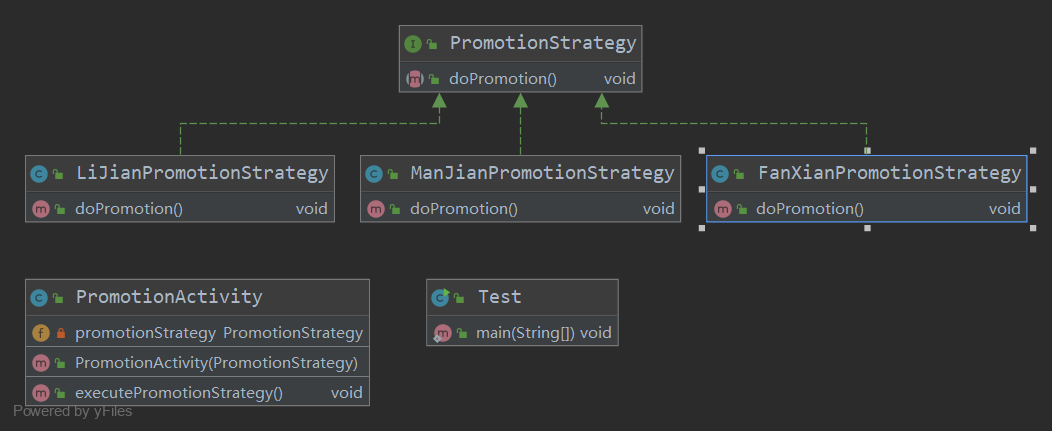 PromotionStrategy
doPromotion() void
LiJianPromotionStrategy
doPromotion() void
ManJianPromotionStrategy
doPromotion() void
FanXianPromotionStrategy
doPromotion() void
PromotionActivity
promotionStrategy PromotionStrategy
PromotionActivity(PromotionStrategy)
executePromotionStrategy() void
Test
main(String[]) void
Powered by yFiles